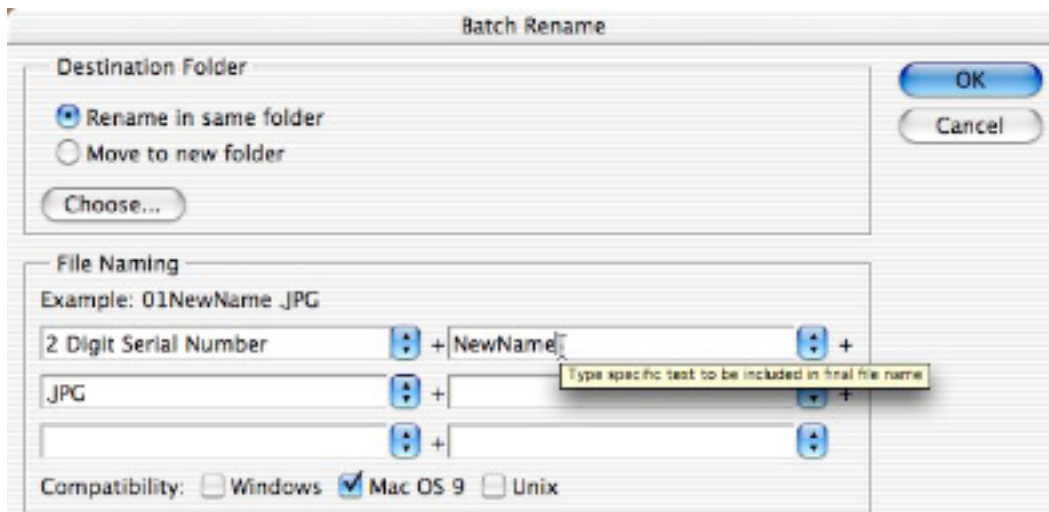 Batch Rename
Destination Folder
OK
Rename in same folder
Cancel
Move to new folder
Choose...
File Naming
Example: 01NewName .JPG
2 Digit Serial Number + NewName +
Type specific text to be included in final file name
.JPG + +
+
Compatibility: Windows Mac OS 9 Unix